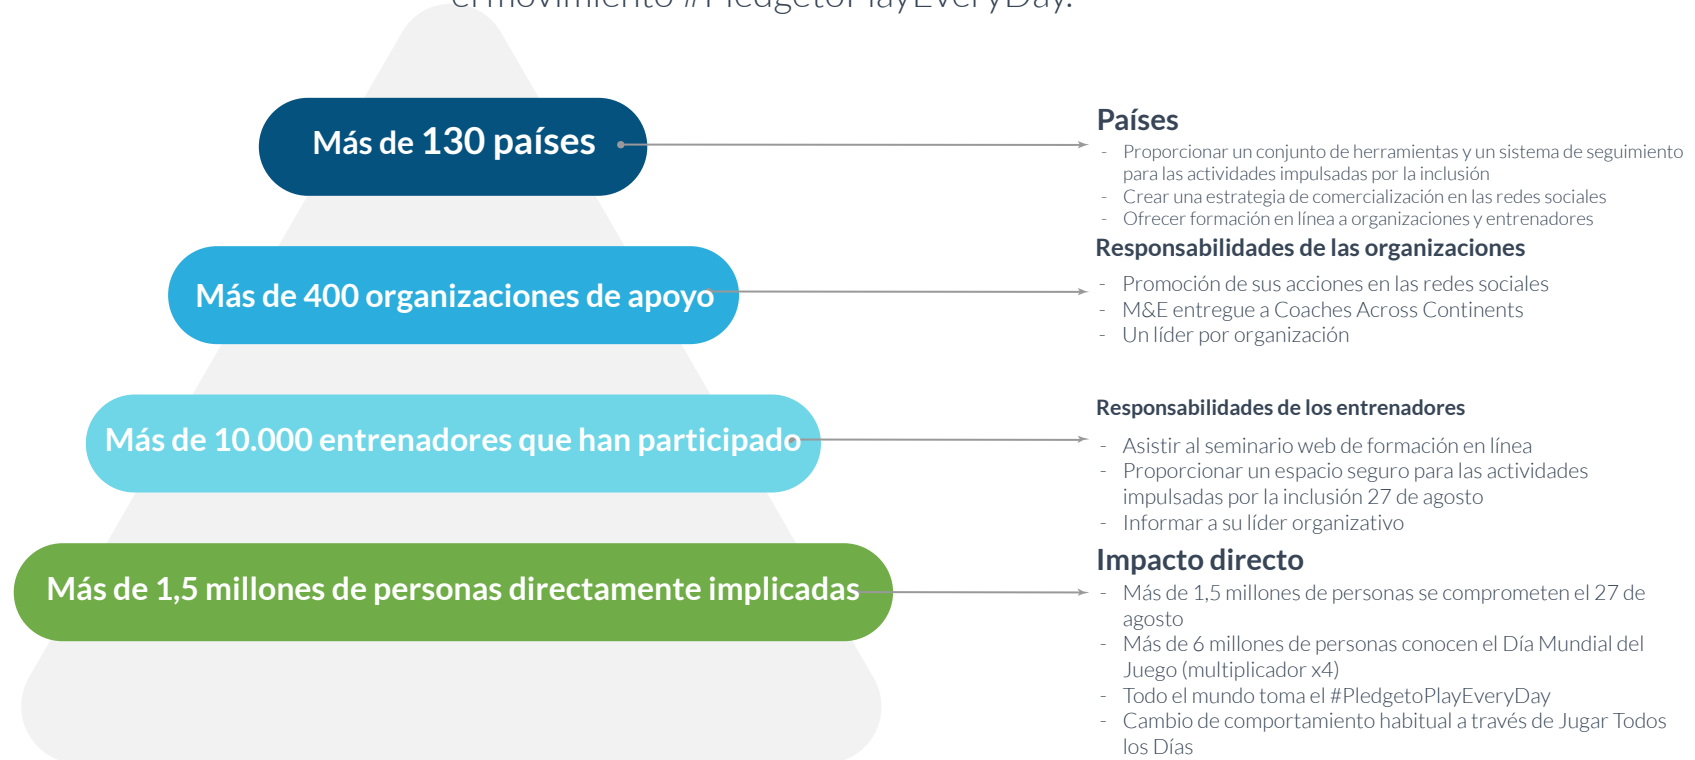 el movimiento #PledgetoPlayEveryDay.
Más de 130 países
Países
- Proporcionar un conjunto de herramientas y un sistema de seguimiento
para las actividades impulsadas por la inclusión
- Crear una estrategia de comercialización en las redes sociales
- Ofrecer formación en línea a organizaciones y entrenadores
Más de 400 organizaciones de apoyo
Responsabilidades de las organizaciones
- Promoción de sus acciones en las redes sociales
- M&E entregue a Coaches Across Continents
- Un líder por organización
Más de 10.000 entrenadores que han participado
Responsabilidades de los entrenadores
- Asistir al seminario web de formación en línea
- Proporcionar un espacio seguro para las actividades
impulsadas por la inclusión 27 de agosto
- Informar a su líder organizativo
Más de 1,5 millones de personas directamente implicadas
Impacto directo
- Más de 1,5 millones de personas se comprometen el 27 de
agosto
- Más de 6 millones de personas conocen el Día Mundial del
Juego (multiplicador x4)
- Todo el mundo toma el #PledgetoPlayEveryDay
- Cambio de comportamiento habitual a través de Jugar Todos
los Días